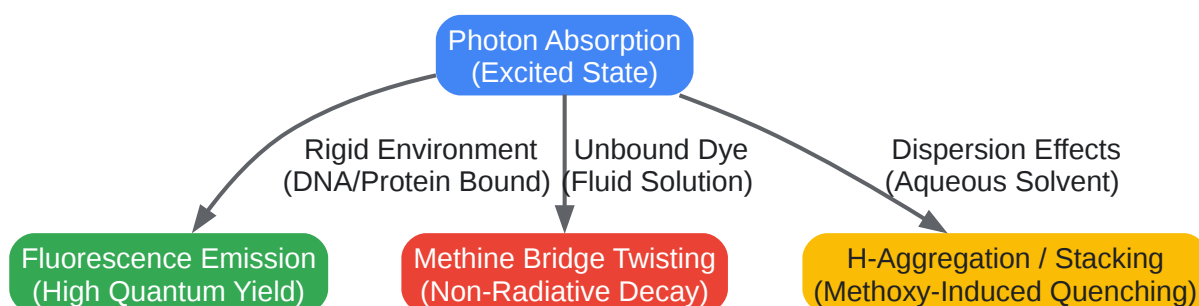 Photon Absorption
(Excited State)
Rigid Environment
(DNA/Protein Bound)
Unbound Dye
(Fluid Solution)
Dispersion Effects
(Aqueous Solvent)
Fluorescence Emission
(High Quantum Yield)
Methine Bridge Twisting
(Non-Radiative Decay)
H-Aggregation / Stacking
(Methoxy-Induced Quenching)